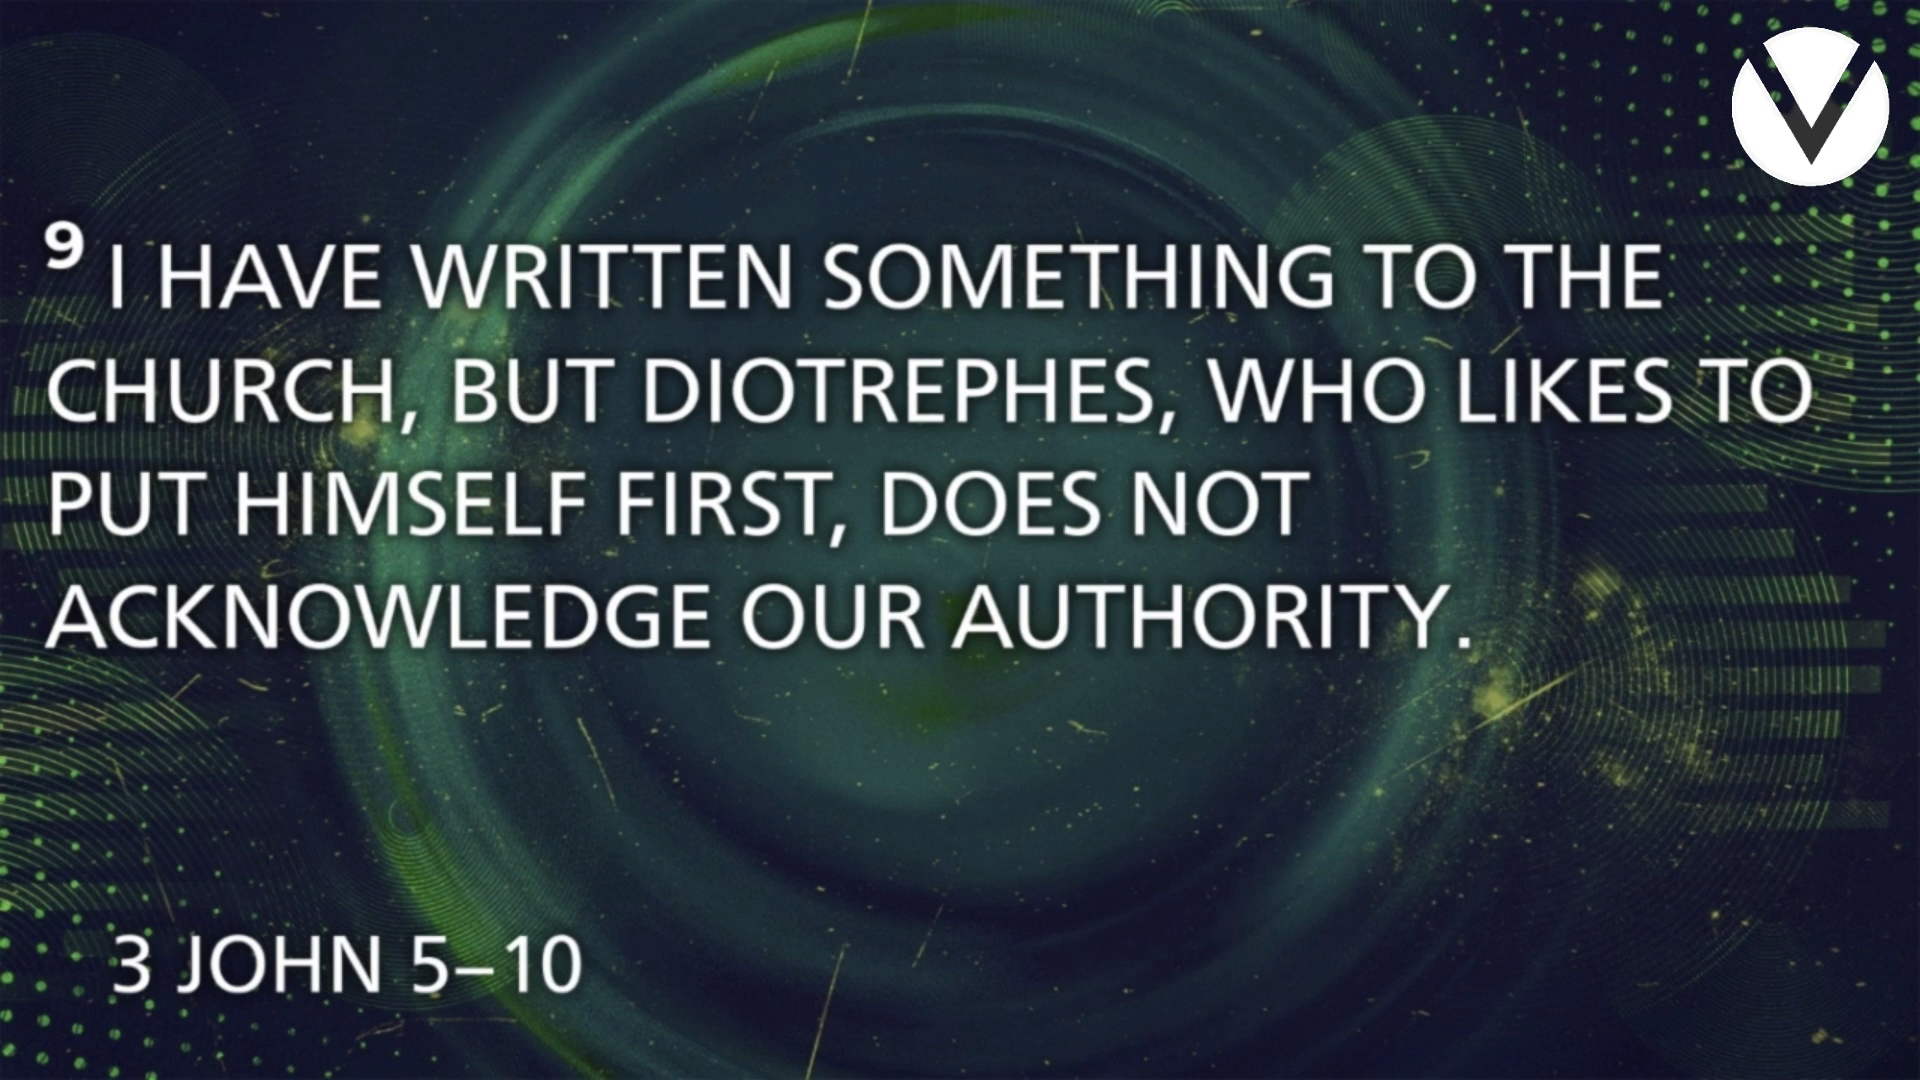 9 I HAVE WRITTEN SOMETHING TO THE
CHURCH, BUT DIOTREPHES, WHO LIKES TO
PUT HIMSELF FIRST, DOES NOT
ACKNOWLEDGE OUR AUTHORITY.
3 JOHN 5–10